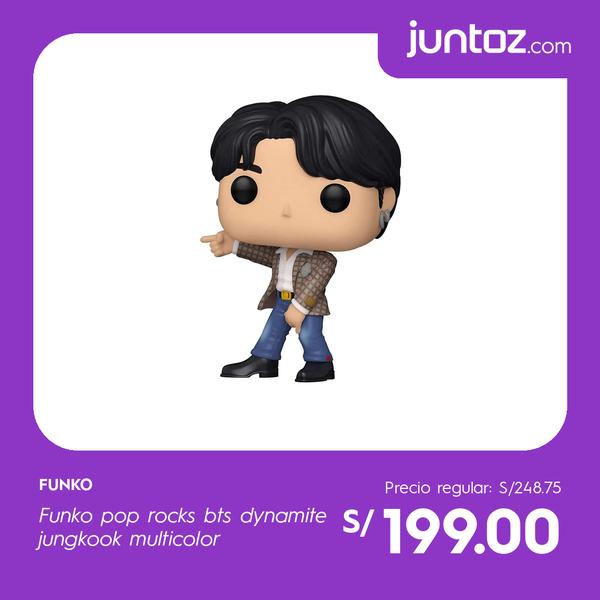 juntoz.com
FUNKO
Funko pop rocks bts dynamite
jungkook multicolor
Precio regular: S/248.75
S/199.00